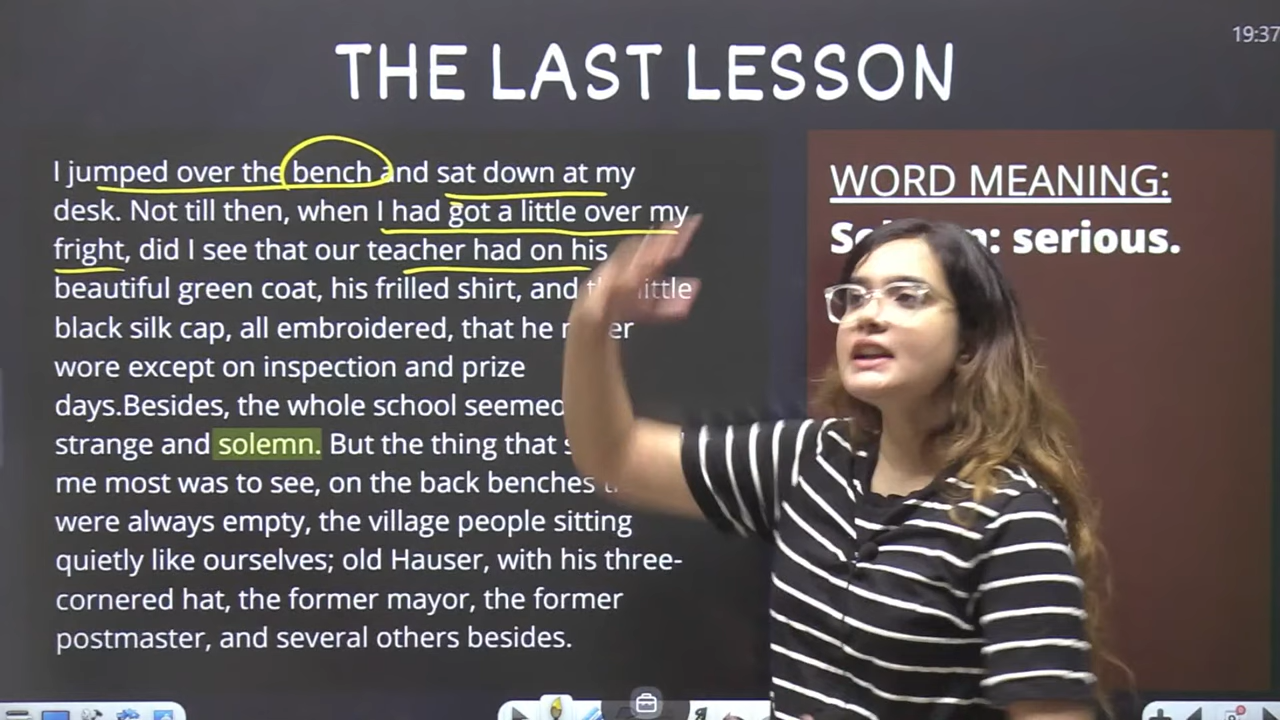 19:37
THE LAST LESSON
I jumped over the bench and sat down at my
desk. Not till then, when I had got a little over my
fright, did I see that our teacher had on his
beautiful green coat, his frilled shirt, and the little
black silk cap, all embroidered, that he never
wore except on inspection and prize
days.Besides, the whole school seemed
strange and solemn. But the thing that
me most was to see, on the back benches
were always empty, the village people sitting
quietly like ourselves; old Hauser, with his three-
cornered hat, the former mayor, the former
postmaster, and several others besides.
WORD MEANING:
Solemn: serious.